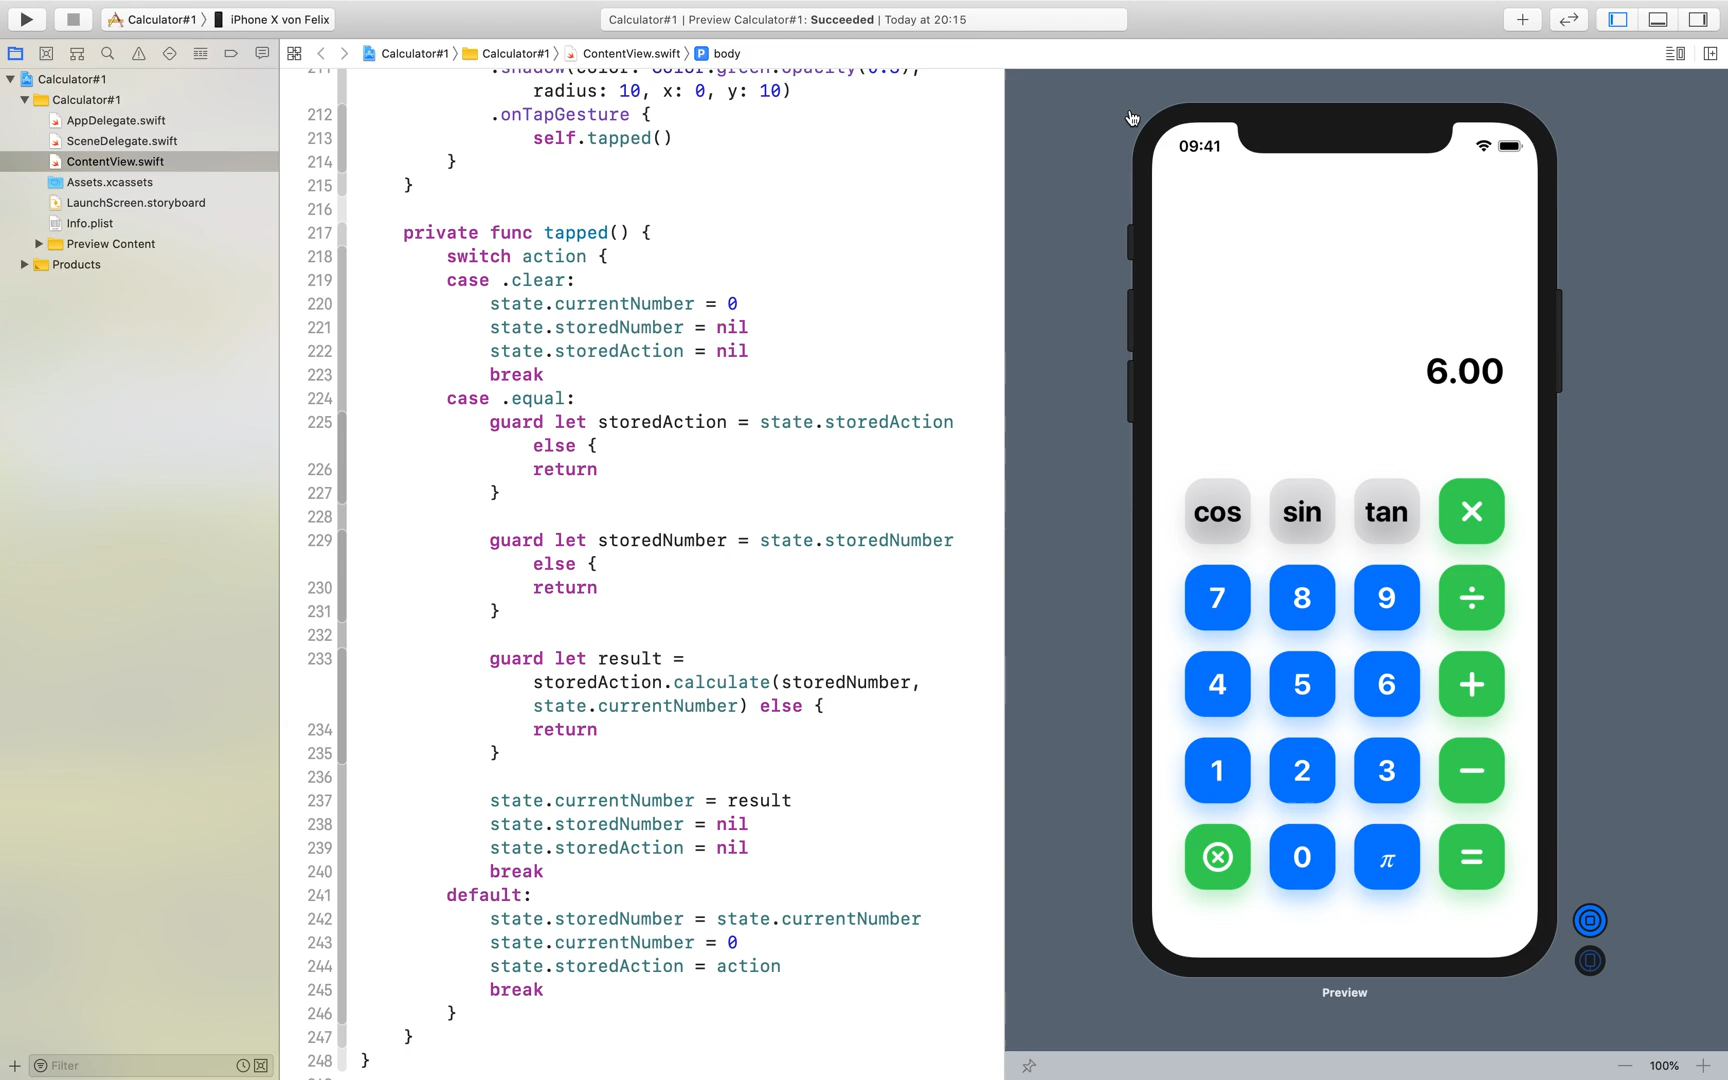 Calculator#1 〉 iPhone X von Felix
Calculator#1 | Preview Calculator#1: Succeeded | Today at 20:15
Calculator#1 〉 Calculator#1 〉 ContentView.swift 〉 P body
Calculator#1
Calculator#1
AppDelegate.swift
SceneDelegate.swift
ContentView.swift
Assets.xcassets
LaunchScreen.storyboard
Info.plist
Preview Content
Products
Filter
radius: 10, x: 0, y: 10)
212 .onTapGesture {
213 self.tapped()
214 }
215 }
216
217 private func tapped() {
218 switch action {
219 case .clear:
220 state.currentNumber = 0
221 state.storedNumber = nil
222 state.storedAction = nil
223 break
224 case .equal:
225 guard let storedAction = state.storedAction
else {
226 return
227 }
228
229 guard let storedNumber = state.storedNumber
else {
230 return
231 }
232
233 guard let result =
storedAction.calculate(storedNumber,
state.currentNumber) else {
234 return
235 }
236
237 state.currentNumber = result
238 state.storedNumber = nil
239 state.storedAction = nil
240 break
241 default:
242 state.storedNumber = state.currentNumber
243 state.currentNumber = 0
244 state.storedAction = action
245 break
246 }
247 }
248 }
09:41
6.00
cos sin tan ×
7 8 9 ÷
4 5 6 +
1 2 3 −
⊗ 0 π =
Preview
100%